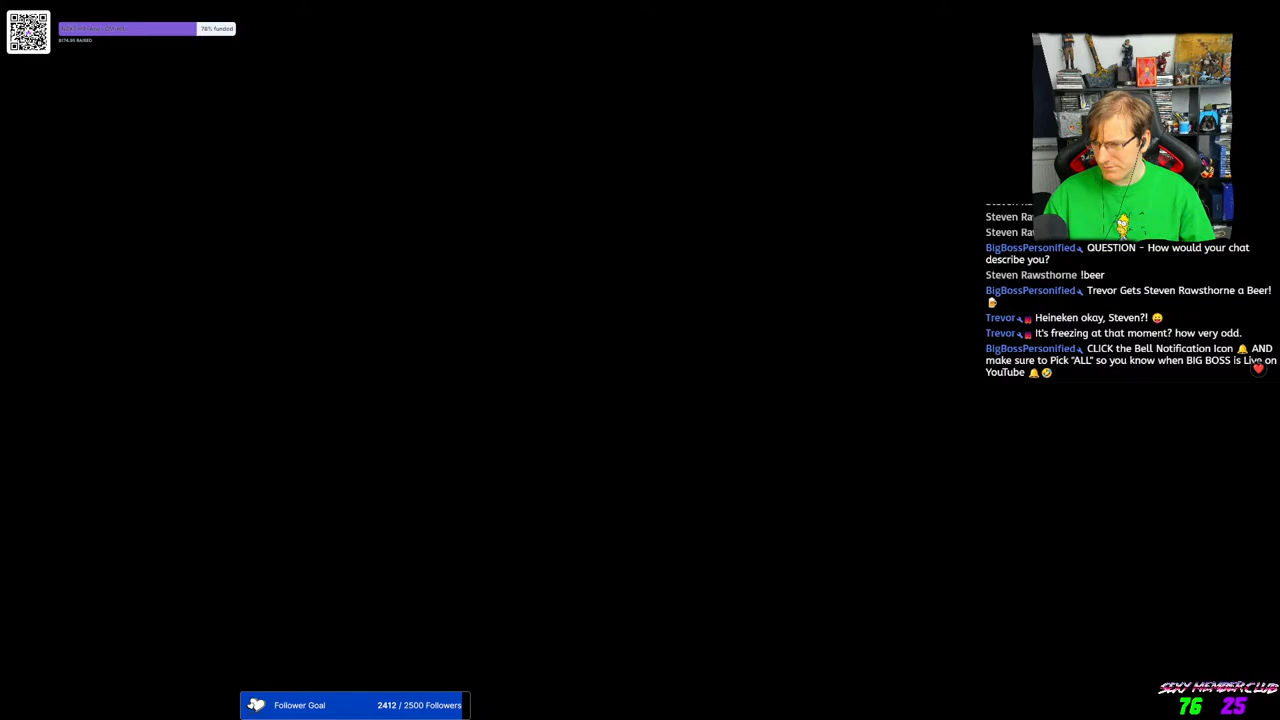 76% funded
$174.95 RAISED
Steven Ra
Steven Ra
BigBossPersonified QUESTION - How would your chat
describe you?
Steven Rawsthorne !beer
BigBossPersonified Trevor Gets Steven Rawsthorne a Beer!
🍺
Trevor Heineken okay, Steven?! 😛
Trevor It's freezing at that moment? how very odd.
BigBossPersonified CLICK the Bell Notification Icon 🔔 AND
make sure to Pick "ALL" so you know when BIG BOSS is Live on
YouTube 🔔🤣
Follower Goal 2412 / 2500 Followers
SEXY MEMBER CLUB
76 25